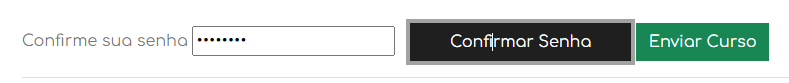 Confirme sua senha •••••••• Confirmar Senha Enviar Curso